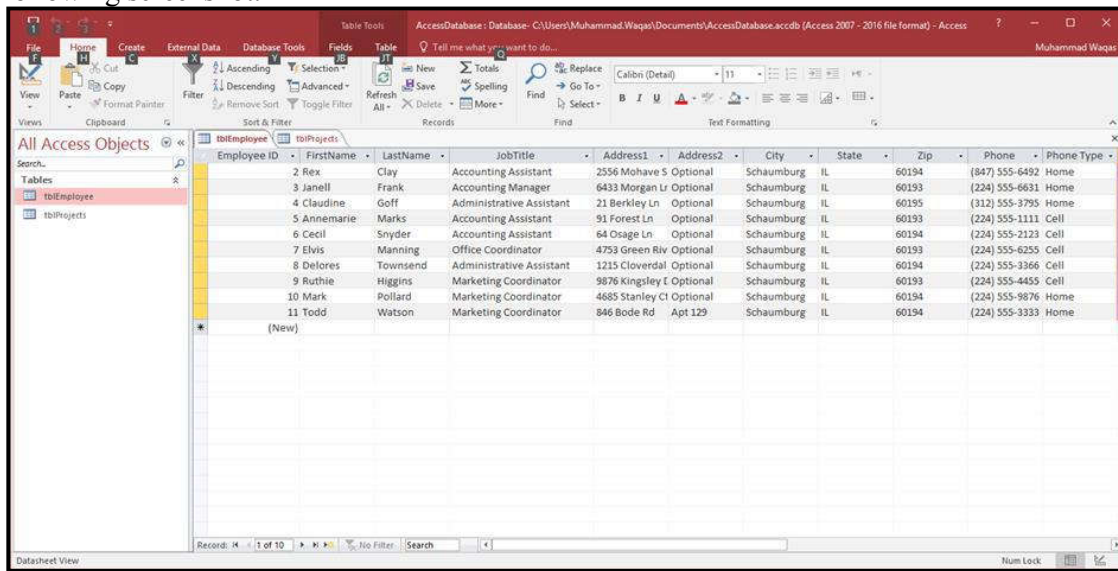 Table Tools AccessDatabase : Database- C:\Users\Muhammad.Waqas\Documents\AccessDatabase.accdb (Access 2007 - 2016 file format) - Access ?
File Home Create External Data Database Tools Fields Table Tell me what you want to do... Muhammad Waqas
1 2 3 F H C X Y JB JT Q
View Paste Cut Copy Format Painter Filter Ascending Descending Remove Sort Selection Advanced Toggle Filter Refresh All New Save Delete Totals Spelling More Find Replace Go To Select Calibri (Detail) 11 B I U A
Views Clipboard Sort & Filter Records Find Text Formatting
All Access Objects
Search...
Tables
tblEmployee
tblProjects
tblEmployee tblProjects
Employee ID FirstName LastName JobTitle Address1 Address2 City State Zip Phone Phone Type
2 Rex Clay Accounting Assistant 2556 Mohave S Optional Schaumburg IL 60194 (847) 555-6492 Home
3 Janell Frank Accounting Manager 6433 Morgan Ln Optional Schaumburg IL 60193 (224) 555-6631 Home
4 Claudine Goff Administrative Assistant 21 Berkley Ln Optional Schaumburg IL 60195 (312) 555-3795 Home
5 Annemarie Marks Accounting Assistant 91 Forest Ln Optional Schaumburg IL 60193 (224) 555-1111 Cell
6 Cecil Snyder Accounting Assistant 64 Osage Ln Optional Schaumburg IL 60194 (224) 555-2123 Cell
7 Elvis Manning Office Coordinator 4753 Green Riv Optional Schaumburg IL 60193 (224) 555-6255 Cell
8 Delores Townsend Administrative Assistant 1215 Cloverdal Optional Schaumburg IL 60194 (224) 555-3366 Cell
9 Ruthie Higgins Marketing Coordinator 9876 Kingsley Optional Schaumburg IL 60193 (224) 555-4455 Cell
10 Mark Pollard Marketing Coordinator 4685 Stanley Ct Optional Schaumburg IL 60194 (224) 555-9876 Home
11 Todd Watson Marketing Coordinator 846 Bode Rd Apt 129 Schaumburg IL 60194 (224) 555-3333 Home
(New)
Record: 1 of 10 No Filter Search
Datasheet View Num Lock